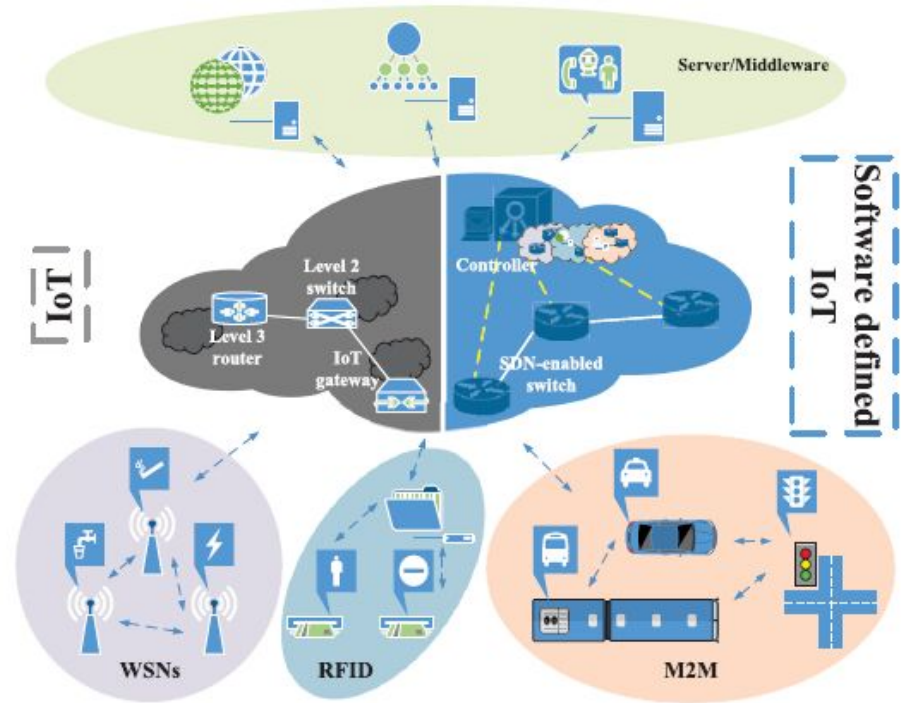 Server/Middleware
Software defined
IoT
IoT
Controller
Level 2
switch
Level 3
router
IoT
gateway
SDN-enabled
switch
WSNs
RFID
M2M